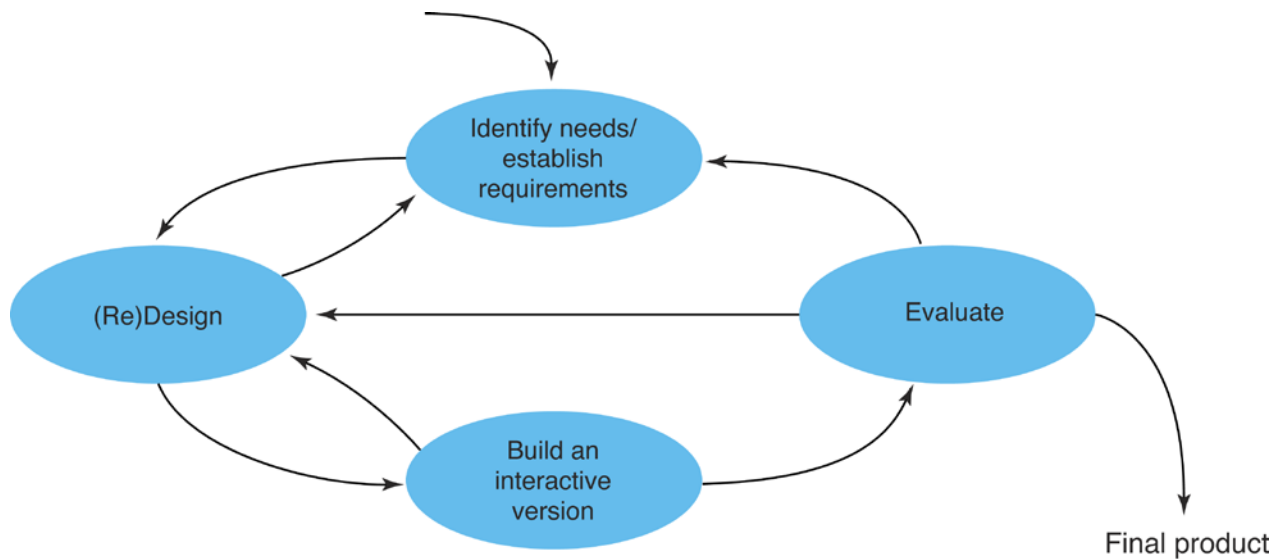 Identify needs/
establish
requirements
(Re)Design
Evaluate
Build an
interactive
version
Final product